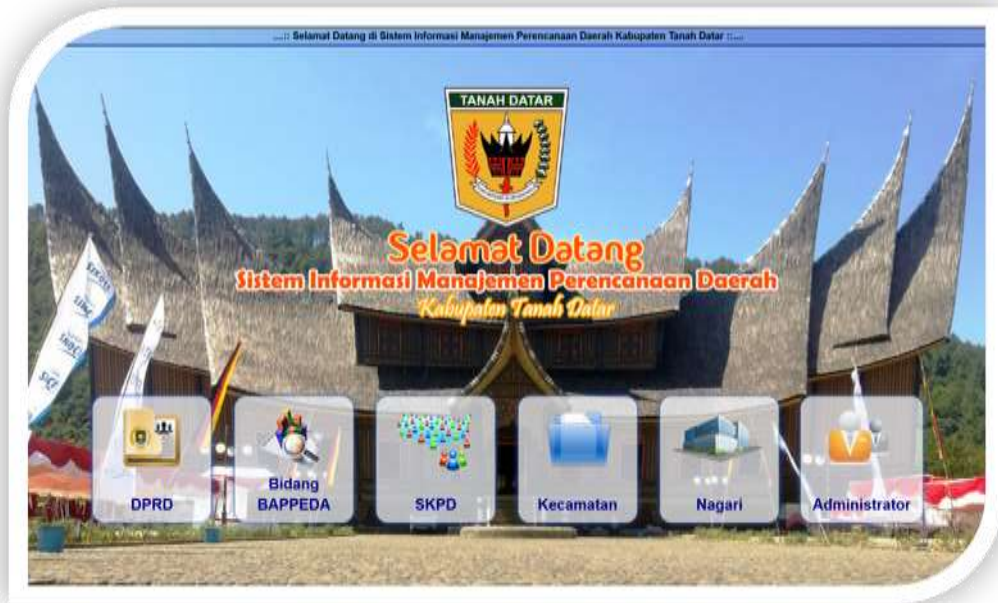 ....:: Selamat Datang di Sistem Informasi Manajemen Perencanaan Daerah Kabupaten Tanah Datar ::....
TANAH DATAR
Selamat Datang
Sistem Informasi Manajemen Perencanaan Daerah
Kabupaten Tanah Datar
DPRD
Bidang
BAPPEDA
SKPD
Kecamatan
Nagari
Administrator